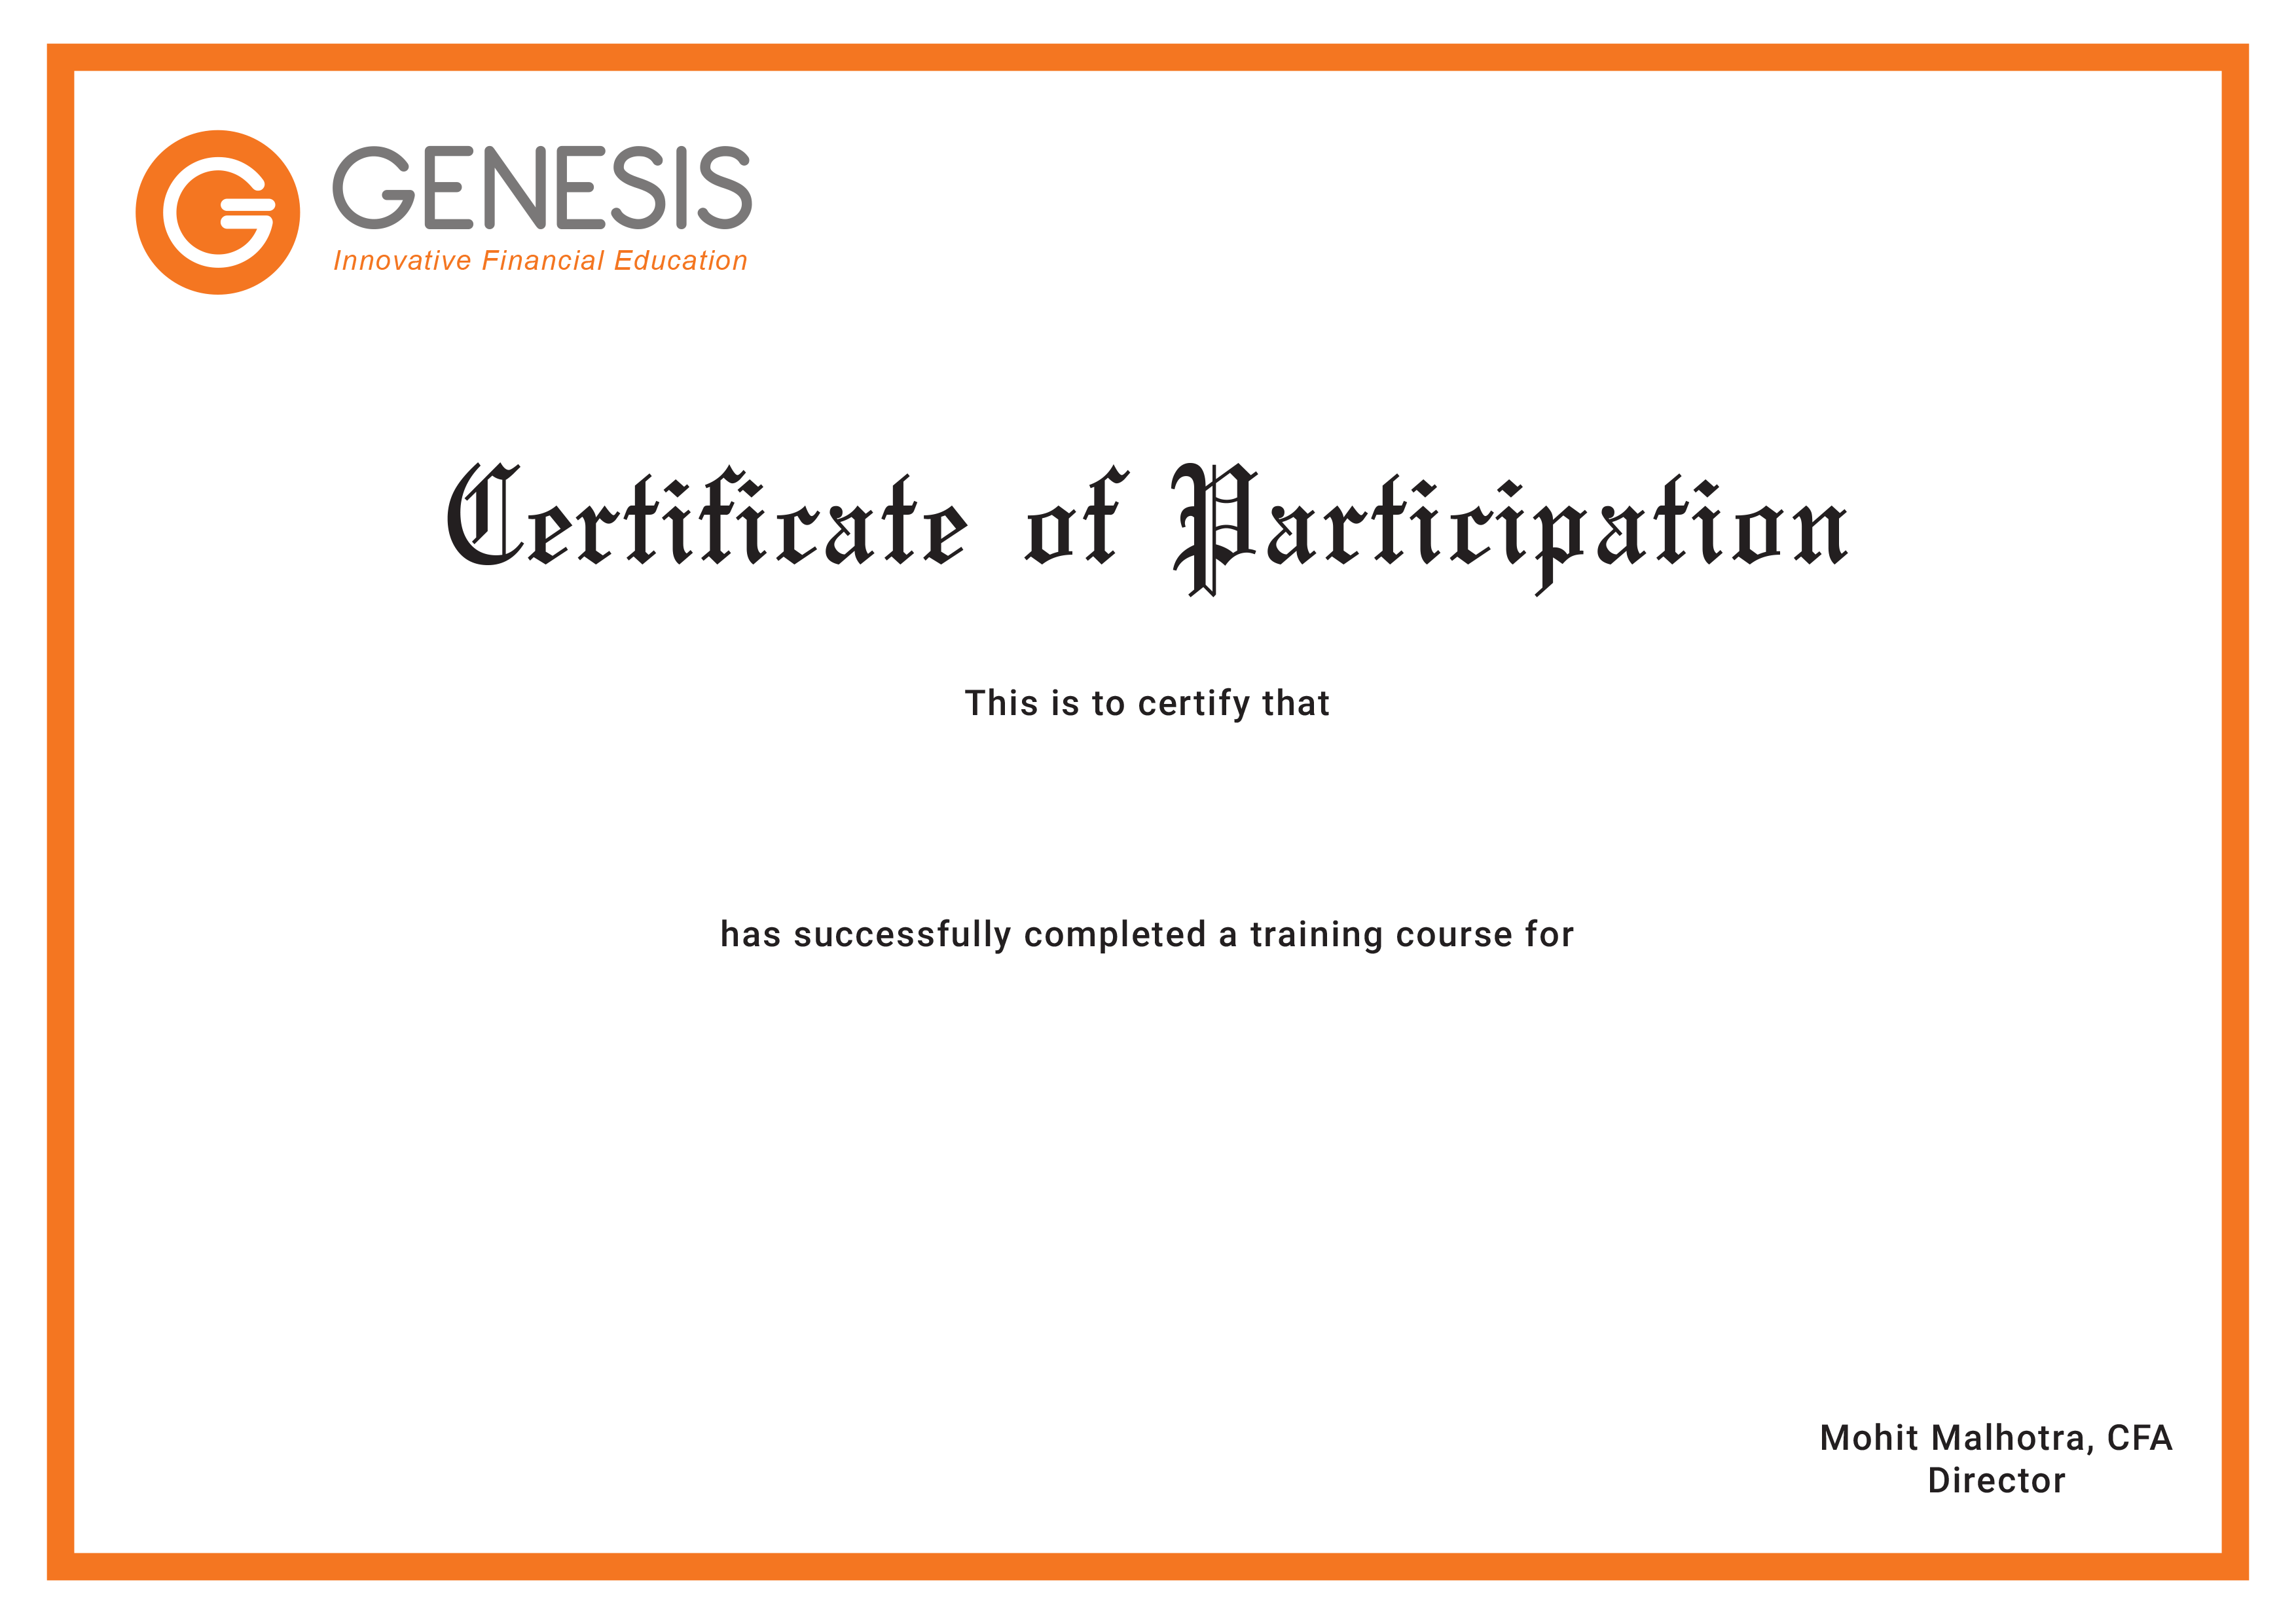 GENESIS
Innovative Financial Education
Certificate of Participation
This is to certify that
has successfully completed a training course for
Mohit Malhotra, CFA
Director